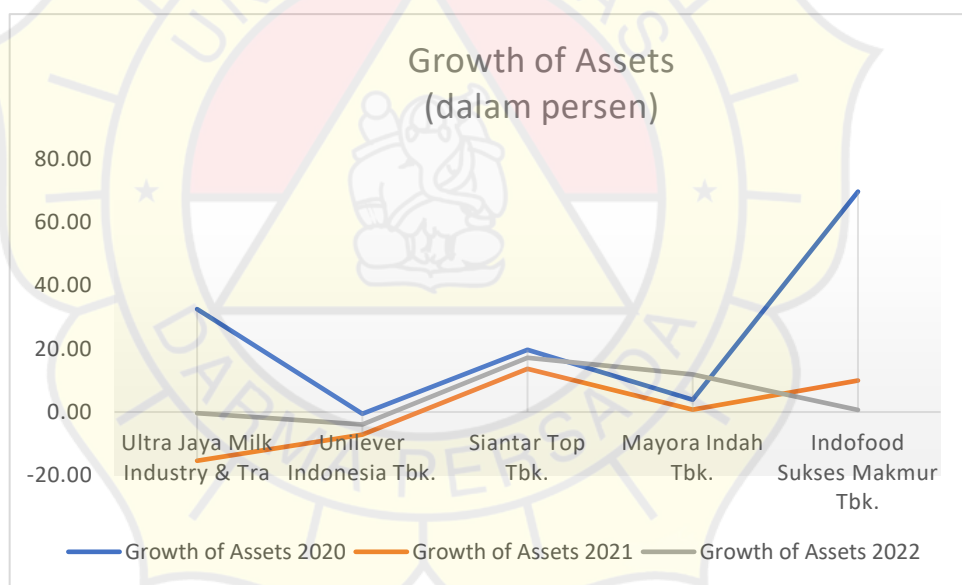 Growth of Assets
(dalam persen)
80.00
60.00
40.00
20.00
0.00
-20.00
Ultra Jaya Milk
Industry & Tra
Unilever
Indonesia Tbk.
Siantar Top
Tbk.
Mayora Indah
Tbk.
Indofood
Sukses Makmur
Tbk.
Growth of Assets 2020
Growth of Assets 2021
Growth of Assets 2022
DARMA PERSADA